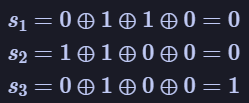 s₁ = 0 ⊕ 1 ⊕ 1 ⊕ 0 = 0
s₂ = 1 ⊕ 1 ⊕ 0 ⊕ 0 = 0
s₃ = 0 ⊕ 1 ⊕ 0 ⊕ 0 = 1